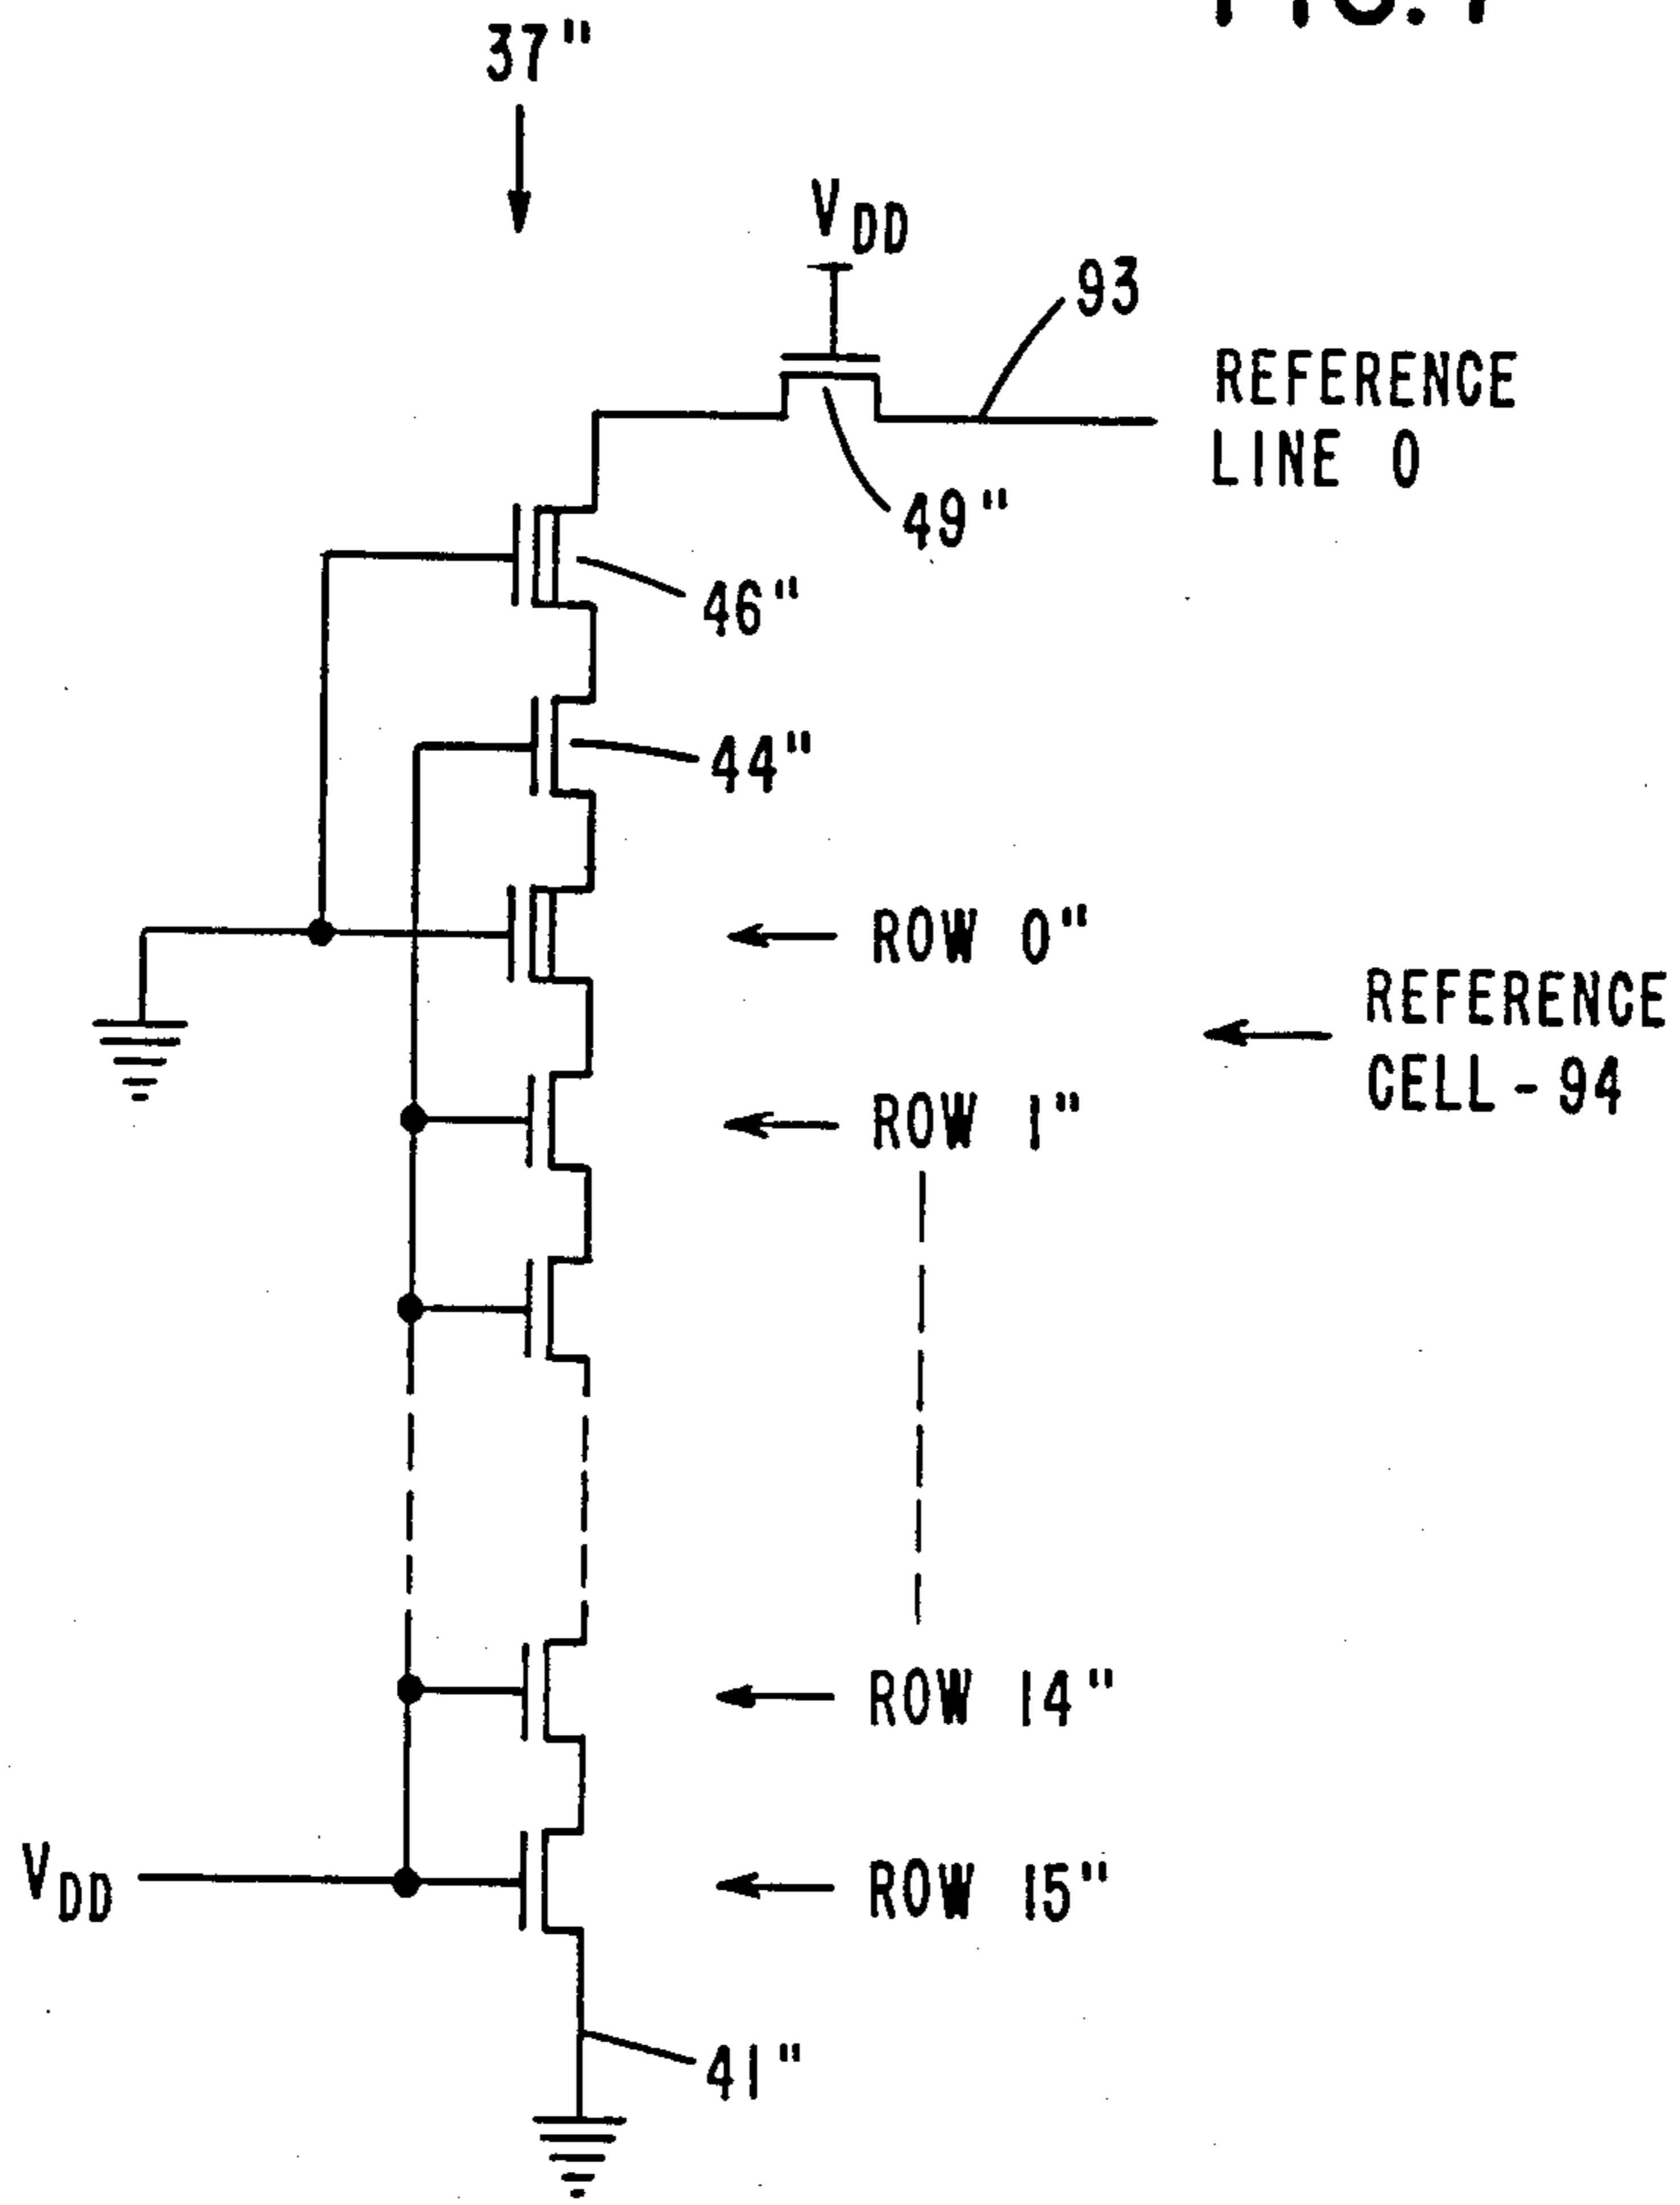 37"
VDD
93
REFERENCE
LINE 0
49"
46"
44"
ROW 0"
REFERENCE
CELL - 94
ROW 1"
ROW 14"
VDD
ROW 15"
41"